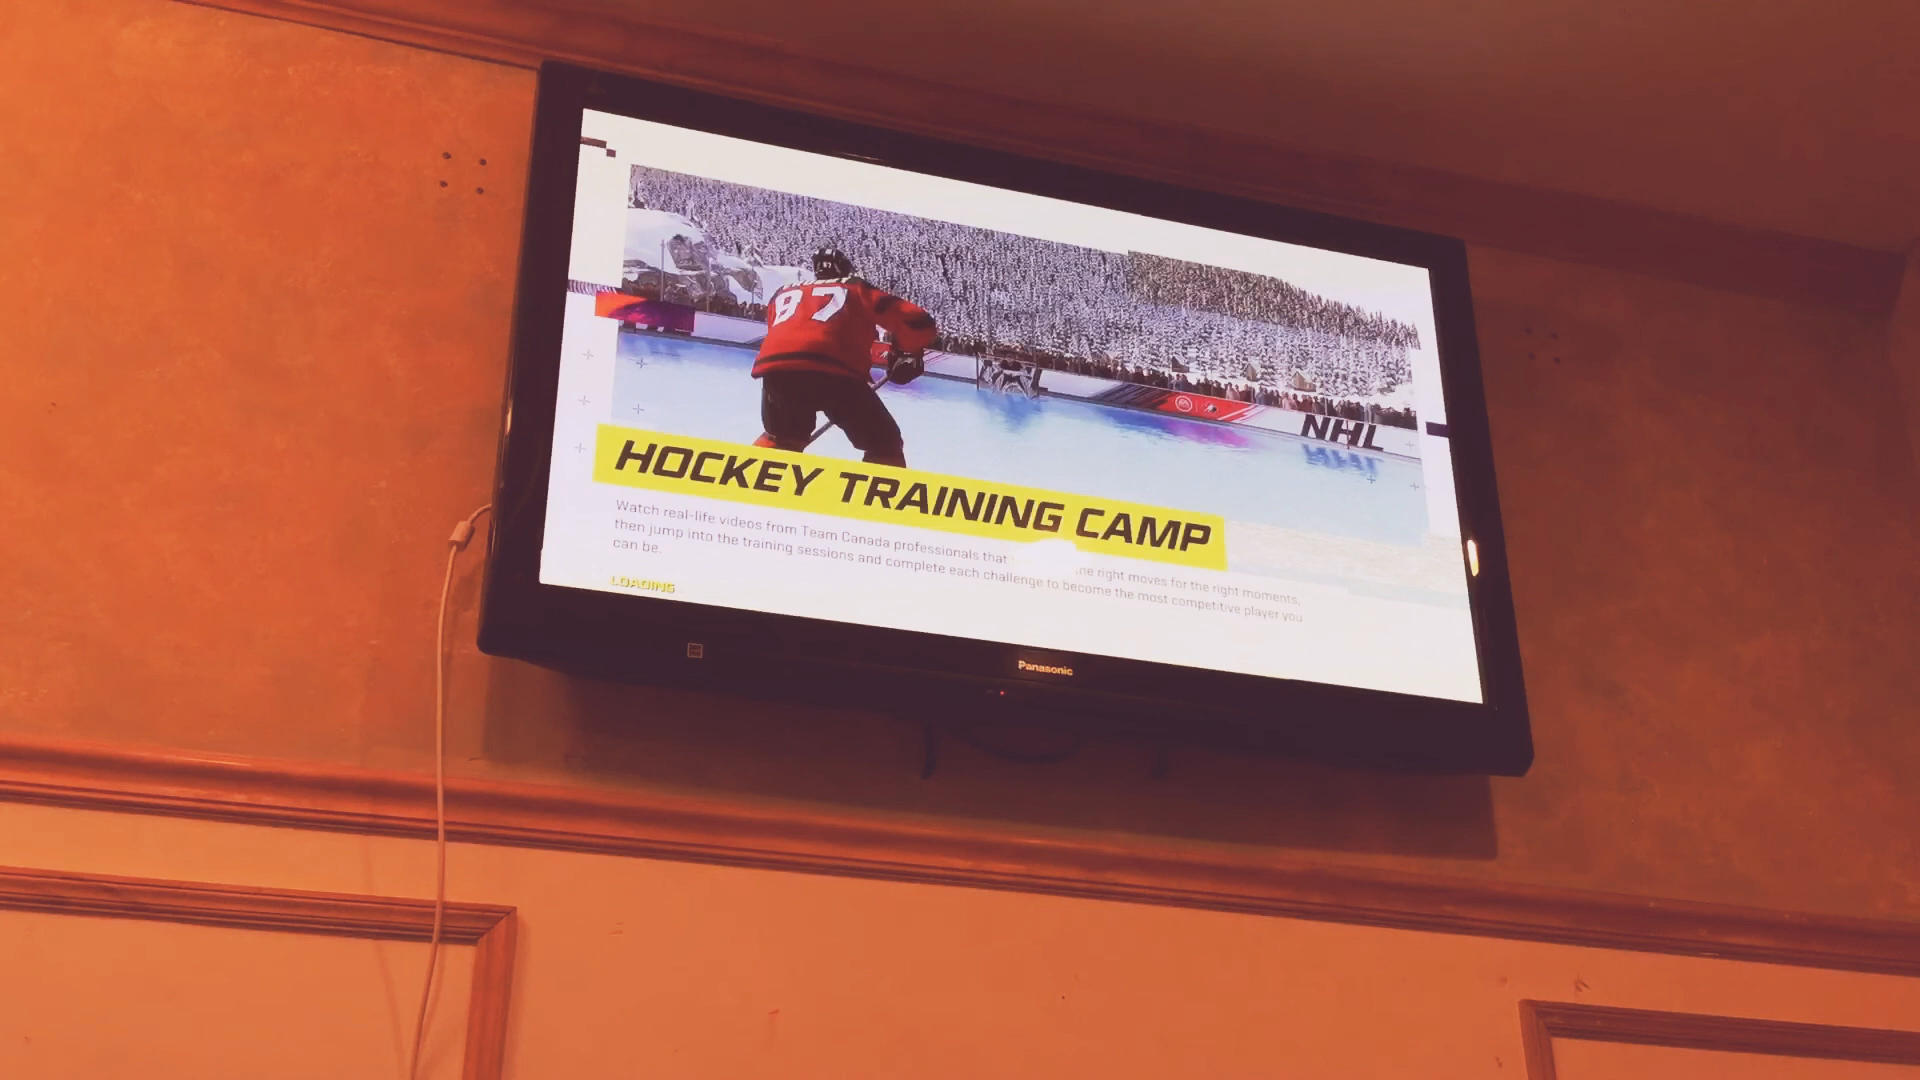 87
NHL
HOCKEY TRAINING CAMP
Watch real-life videos from Team Canada professionals that
he right moves for the right moments,
then jump into the training sessions and complete each challenge to become the most competitive player you
can be.
LOADING
Panasonic